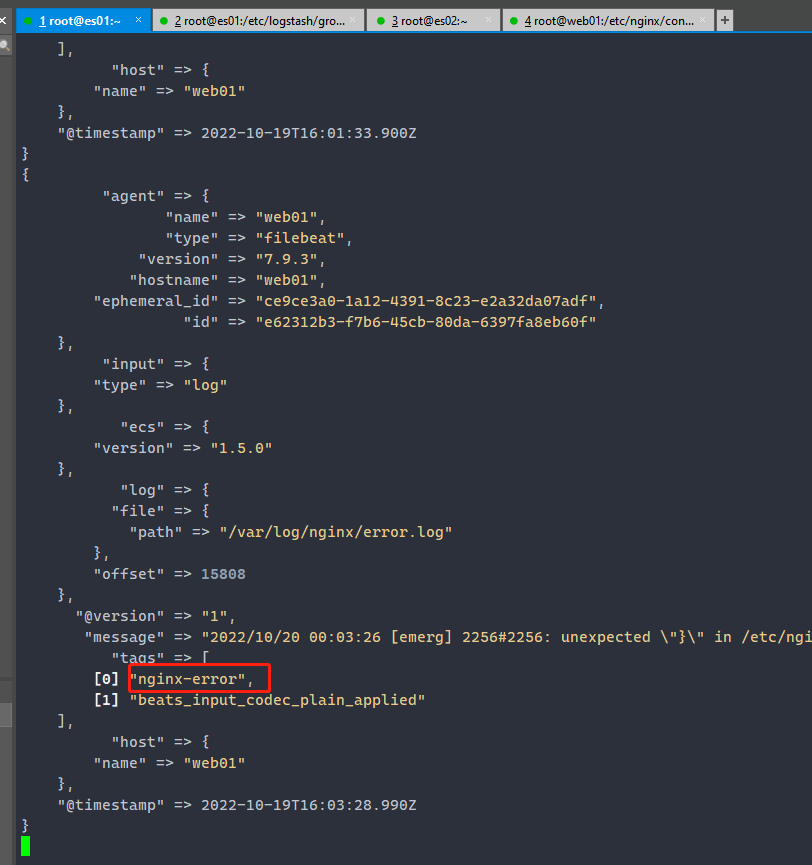 1 root@es01:~ × 2 root@es01:/etc/logstash/gro... × 3 root@es02:~ × 4 root@web01:/etc/nginx/con... × +
],
"host" => {
"name" => "web01"
},
"@timestamp" => 2022-10-19T16:01:33.900Z
}
{
"agent" => {
"name" => "web01",
"type" => "filebeat",
"version" => "7.9.3",
"hostname" => "web01",
"ephemeral_id" => "ce9ce3a0-1a12-4391-8c23-e2a32da07adf",
"id" => "e62312b3-f7b6-45cb-80da-6397fa8eb60f"
},
"input" => {
"type" => "log"
},
"ecs" => {
"version" => "1.5.0"
},
"log" => {
"file" => {
"path" => "/var/log/nginx/error.log"
},
"offset" => 15808
},
"@version" => "1",
"message" => "2022/10/20 00:03:26 [emerg] 2256#2256: unexpected \"}\" in /etc/ngi
"tags" => [
[0] "nginx-error",
[1] "beats_input_codec_plain_applied"
],
"host" => {
"name" => "web01"
},
"@timestamp" => 2022-10-19T16:03:28.990Z
}